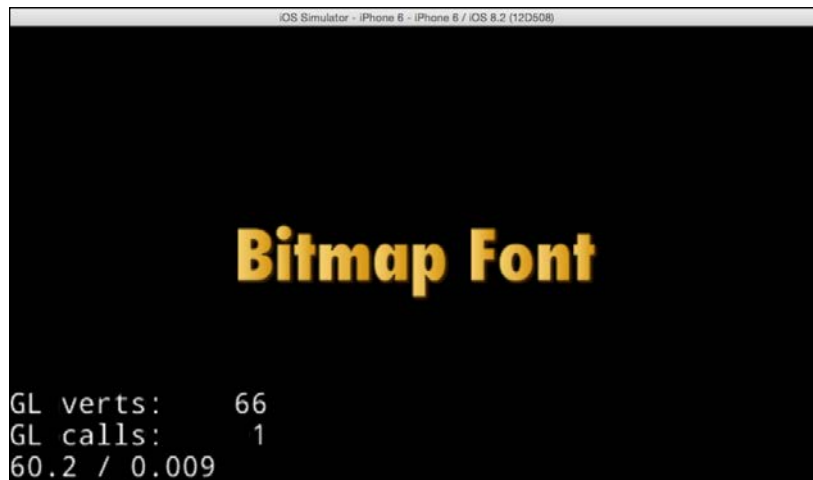 iOS Simulator - iPhone 6 - iPhone 6 / iOS 8.2 (12D508)
Bitmap Font
GL verts: 66
GL calls: 1
60.2 / 0.009